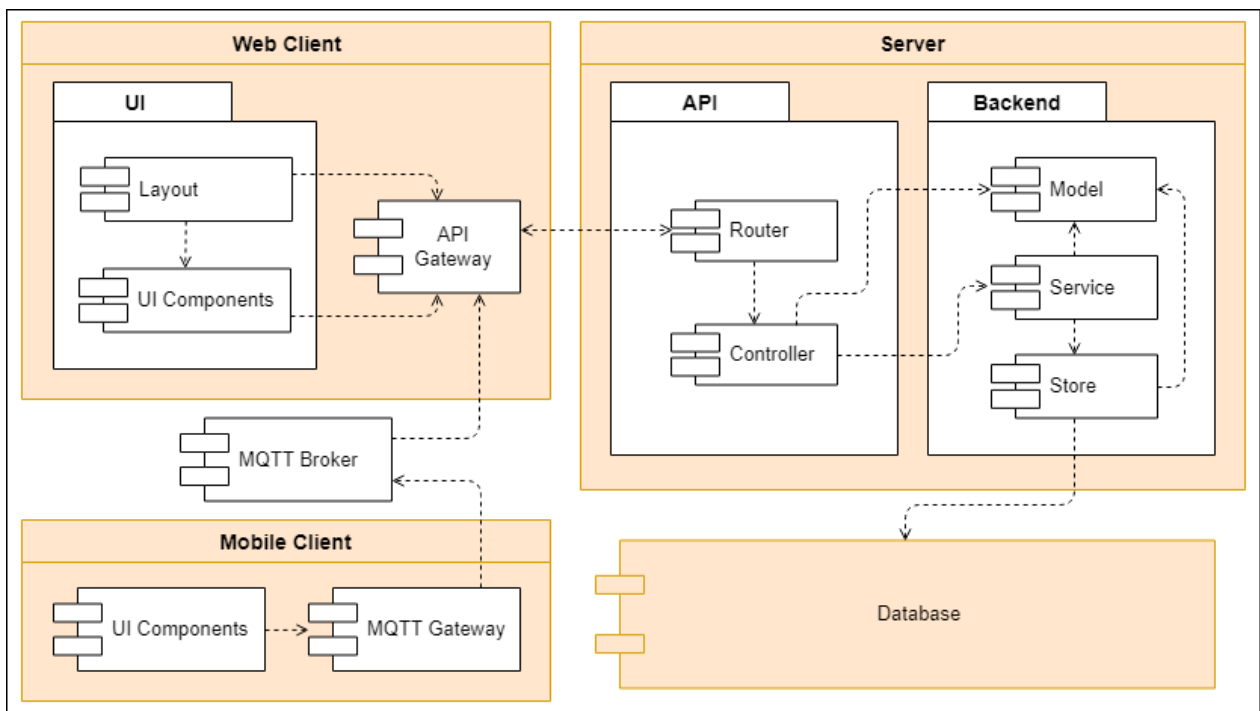 Web Client
UI
Layout
UI Components
API
Gateway
MQTT Broker
Mobile Client
UI Components
MQTT Gateway
Server
API
Router
Controller
Backend
Model
Service
Store
Database